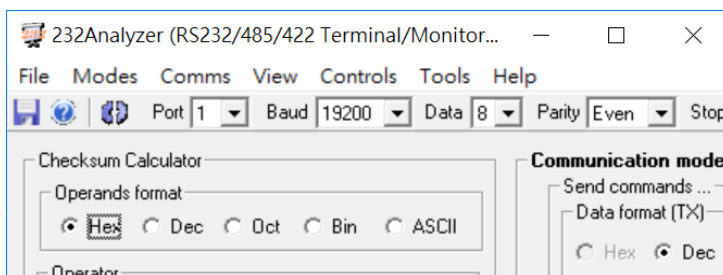 232Analyzer (RS232/485/422 Terminal/Monitor...
File Modes Comms View Controls Tools Help
Port 1 Baud 19200 Data 8 Parity Even Stop
Checksum Calculator
Operands format
Hex Dec Oct Bin ASCII
Operator
Communication mode
Send commands ...
Data format (TX)
Hex Dec